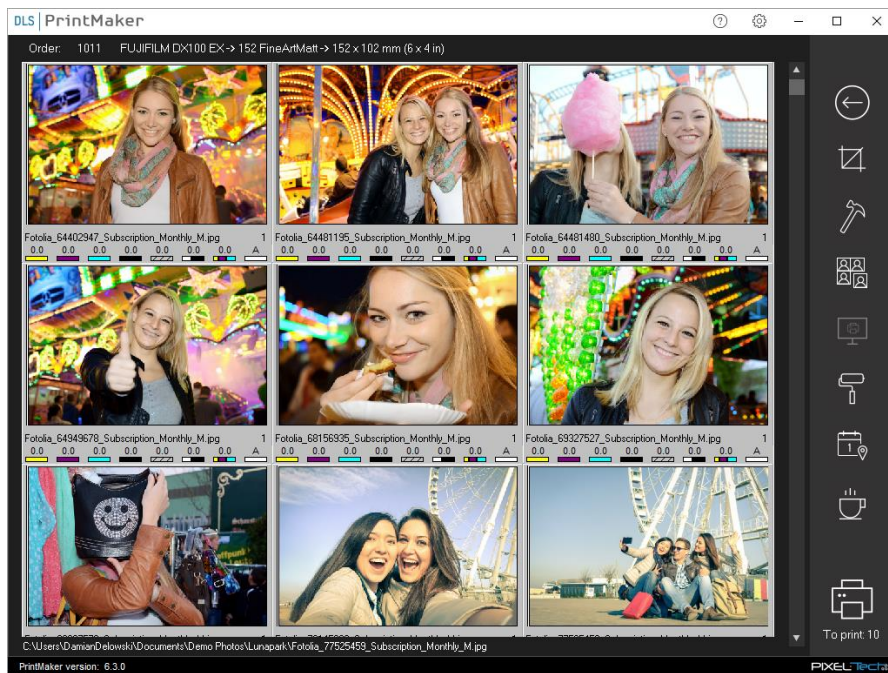 DLS PrintMaker
Order: 1011 FUJIFILM DX100 EX -> 152 FineArtMatt -> 152 x 102 mm (6 x 4 in)
Fotolia_64402947_Subscription_Monthly_M.jpg 1
0.0 0.0 0.0 0.0 0.0 0.0 0.0 A
Fotolia_64481195_Subscription_Monthly_M.jpg 1
0.0 0.0 0.0 0.0 0.0 0.0 0.0 A
Fotolia_64481480_Subscription_Monthly_M.jpg 1
0.0 0.0 0.0 0.0 0.0 0.0 0.0 A
Fotolia_64949678_Subscription_Monthly_M.jpg 1
0.0 0.0 0.0 0.0 0.0 0.0 0.0 A
Fotolia_68156935_Subscription_Monthly_M.jpg 1
0.0 0.0 0.0 0.0 0.0 0.0 0.0 A
Fotolia_69327527_Subscription_Monthly_M.jpg 1
0.0 0.0 0.0 0.0 0.0 0.0 0.0 A
1
To print: 10
C:\Users\DamianDelowski\Documents\Demo Photos\Lunapark\Fotolia_77525459_Subscription_Monthly_M.jpg
PrintMaker version: 6.3.0
PIXEL-Tech